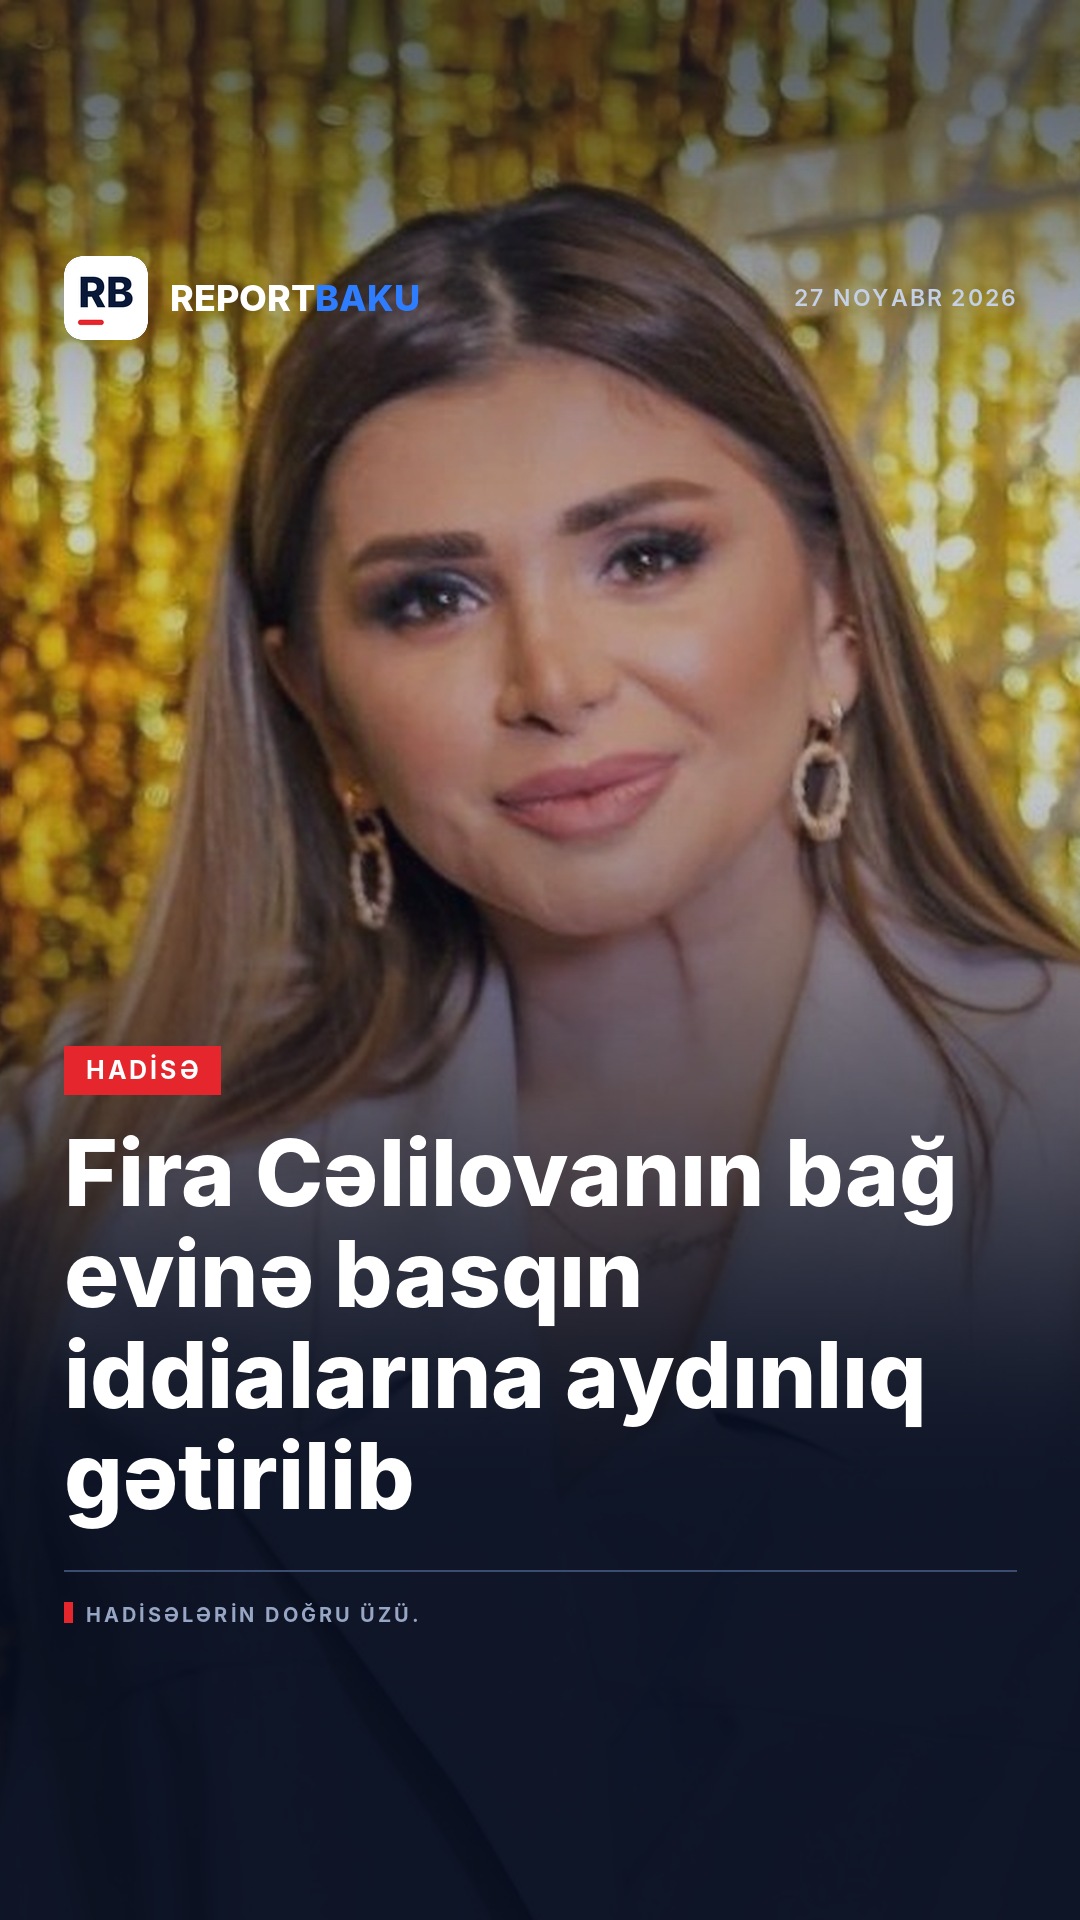 RB
REPORTBAKU
27 NOYABR 2026
HADİSƏ
Fira Cəlilovanın bağ
evinə basqın
iddialarına aydınlıq
gətirilib
HADİSƏLƏRİN DOĞRU ÜZÜ.